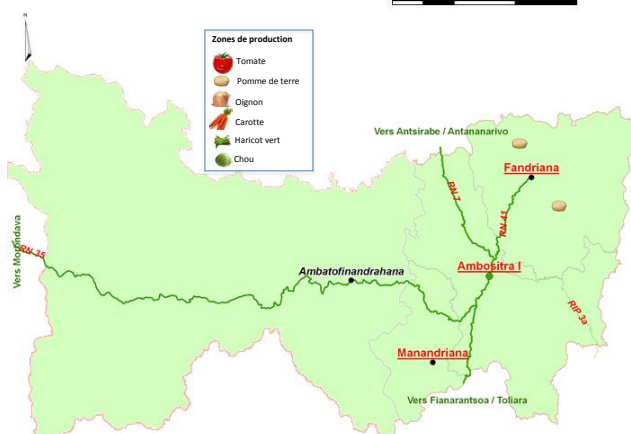 N
Zones de production
Tomate
Pomme de terre
Oignon
Carotte
Haricot vert
Chou
Vers Antsirabe / Antananarivo
Fandriana
RN 7
RN 41
Vers Morondava
RN 35
Ambatofinandrahana
Ambositra I
RIP 3a
Manandriana
Vers Fianarantsoa / Toliara